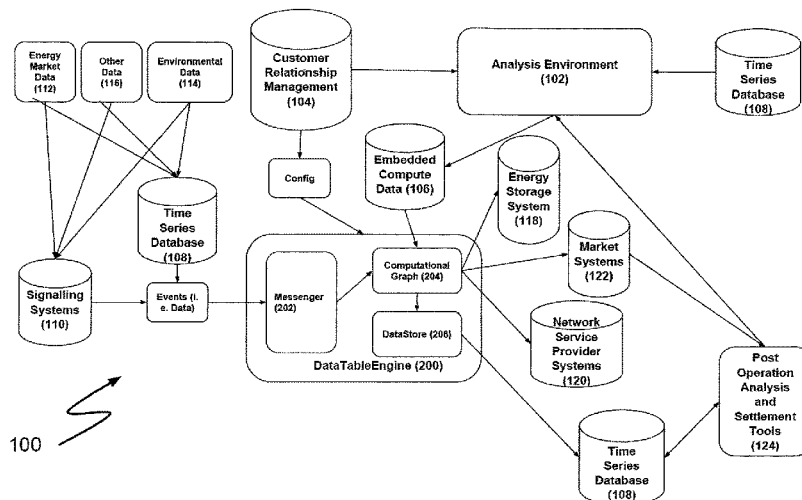 Energy
Market
Data
(112)
Other
Data
(116)
Environmental
Data
(114)
Customer
Relationship
Management
(104)
Analysis Environment
(102)
Time
Series
Database
(108)
Config
Embedded
Compute
Data (106)
Energy
Storage
System
(118)
Time
Series
Database
(108)
Market
Systems
(122)
Signalling
Systems
(110)
Events (i.
e. Data)
Messenger
(202)
Computational
Graph (204)
DataStore (206)
DataTableEngine (200)
Network
Service
Provider
Systems
(120)
Post
Operation
Analysis
and
Settlement
Tools
(124)
Time
Series
Database
(108)
100